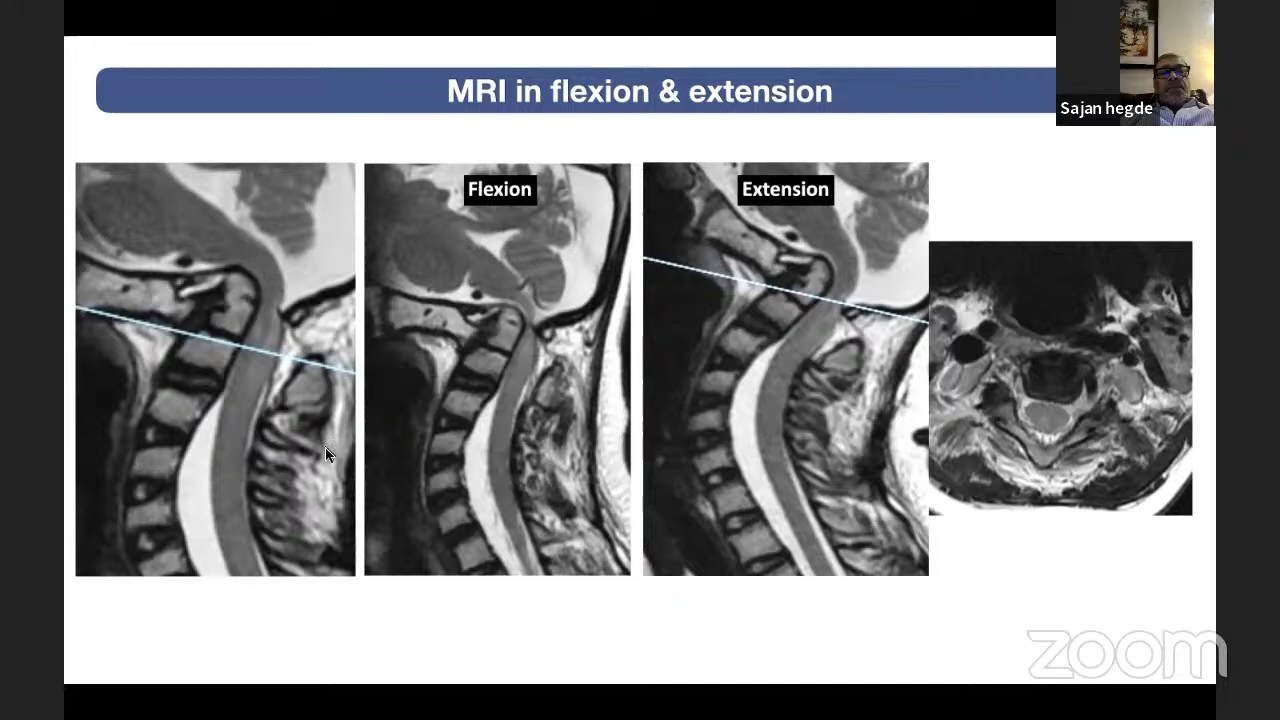 MRI in flexion & extension
Sajan hegde
Flexion
Extension
zoom